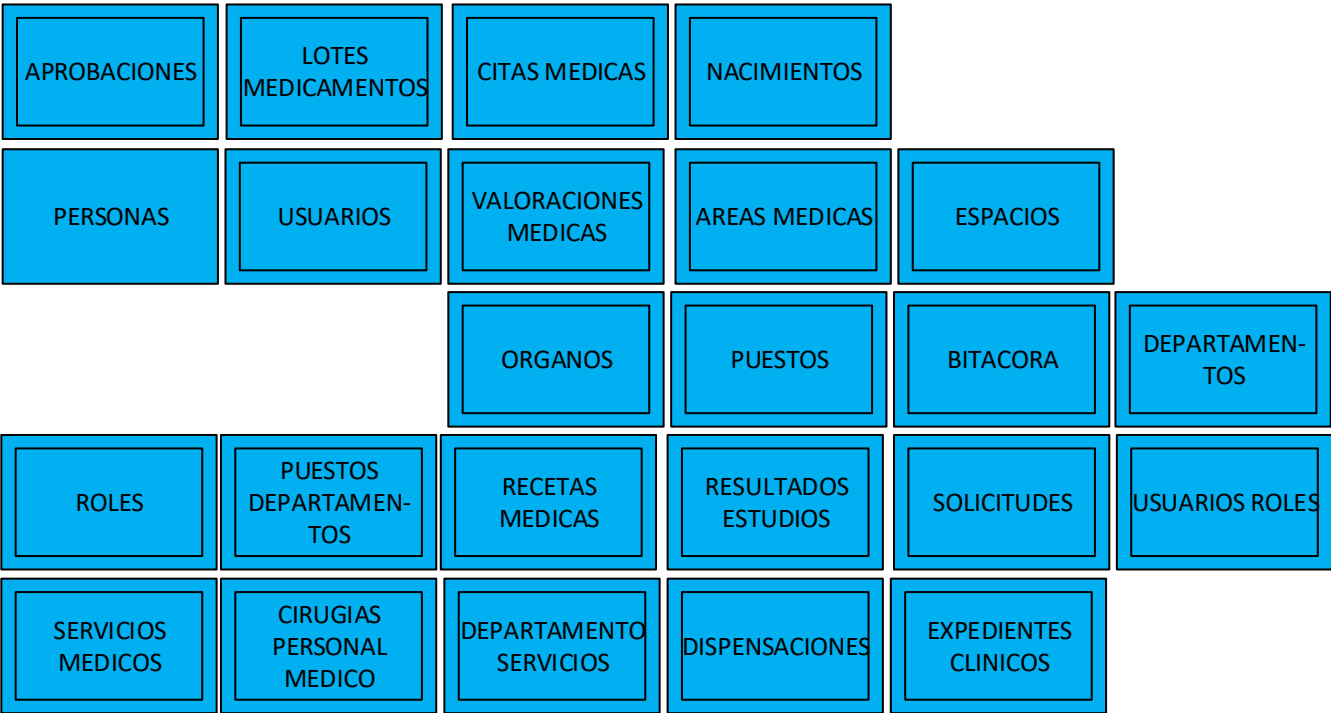 APROBACIONES
LOTES
MEDICAMENTOS
CITAS MEDICAS
NACIMIENTOS
PERSONAS
USUARIOS
VALORACIONES
MEDICAS
AREAS MEDICAS
ESPACIOS
ORGANOS
PUESTOS
BITACORA
DEPARTAMEN-
TOS
ROLES
PUESTOS
DEPARTAMEN-
TOS
RECETAS
MEDICAS
RESULTADOS
ESTUDIOS
SOLICITUDES
USUARIOS ROLES
SERVICIOS
MEDICOS
CIRUGIAS
PERSONAL
MEDICO
DEPARTAMENTO
SERVICIOS
DISPENSACIONES
EXPEDIENTES
CLINICOS